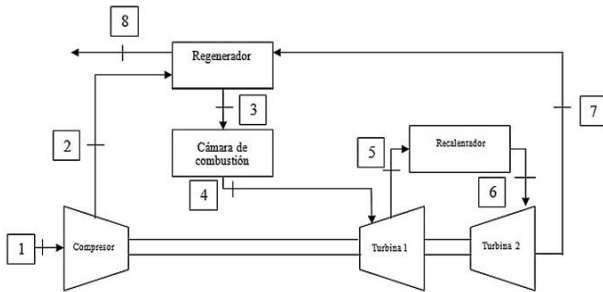 8
Regenerador
3
7
2
Cámara de
combustión
5
Recalentador
4
6
1
Compresor
Turbina 1
Turbina 2